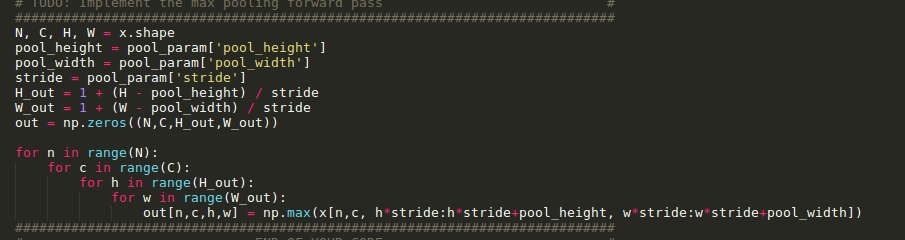 # TODO: Implement the max pooling forward pass #
###########################################################################
N, C, H, W = x.shape
pool_height = pool_param['pool_height']
pool_width = pool_param['pool_width']
stride = pool_param['stride']
H_out = 1 + (H - pool_height) / stride
W_out = 1 + (W - pool_width) / stride
out = np.zeros((N,C,H_out,W_out))

for n in range(N):
    for c in range(C):
        for h in range(H_out):
            for w in range(W_out):
                out[n,c,h,w] = np.max(x[n,c, h*stride:h*stride+pool_height, w*stride:w*stride+pool_width])
###########################################################################
# END OF YOUR CODE #